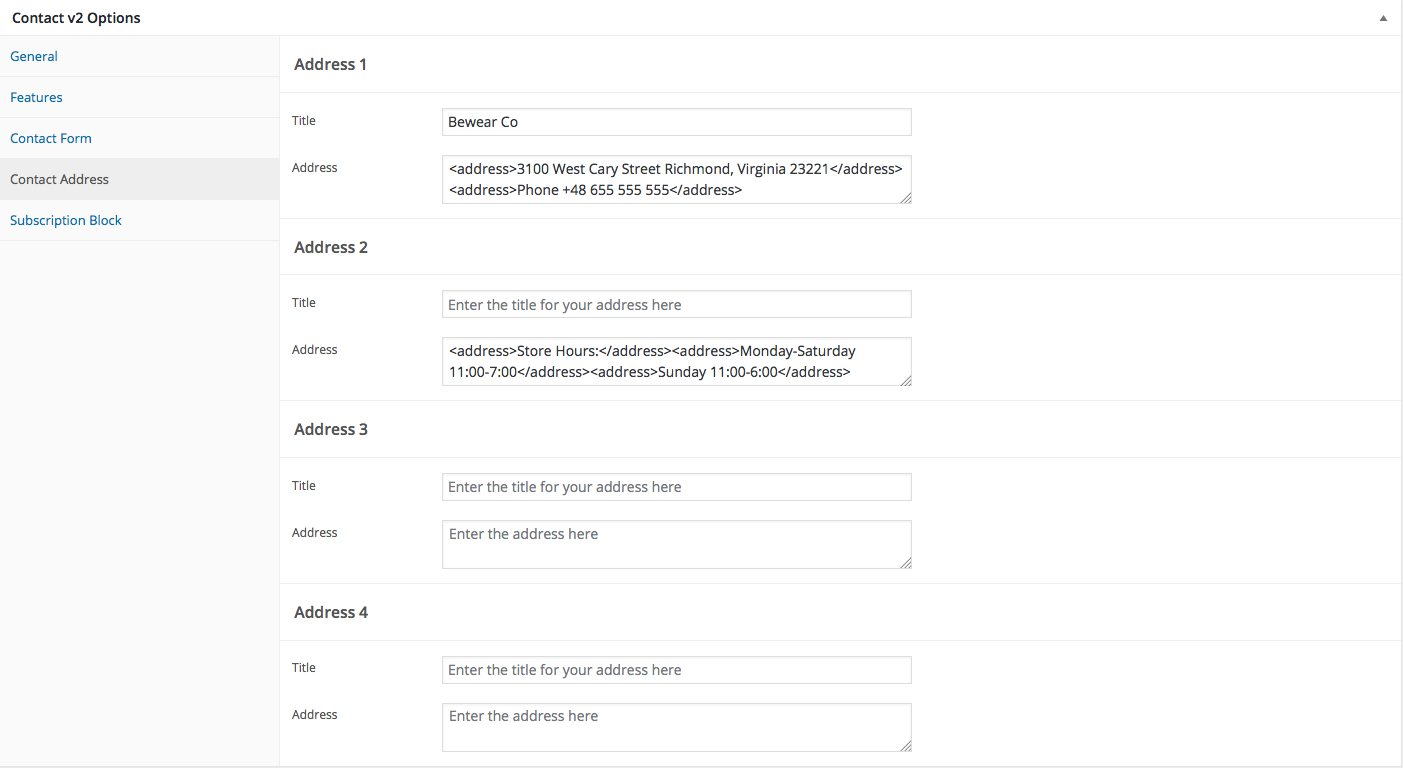 Contact v2 Options
General
Features
Contact Form
Contact Address
Subscription Block
Address 1
Title
Bewear Co
Address
<address>3100 West Cary Street Richmond, Virginia 23221</address>
<address>Phone +48 655 555 555</address>
Address 2
Title
Enter the title for your address here
Address
<address>Store Hours:</address><address>Monday-Saturday
11:00-7:00</address><address>Sunday 11:00-6:00</address>
Address 3
Title
Enter the title for your address here
Address
Enter the address here
Address 4
Title
Enter the title for your address here
Address
Enter the address here